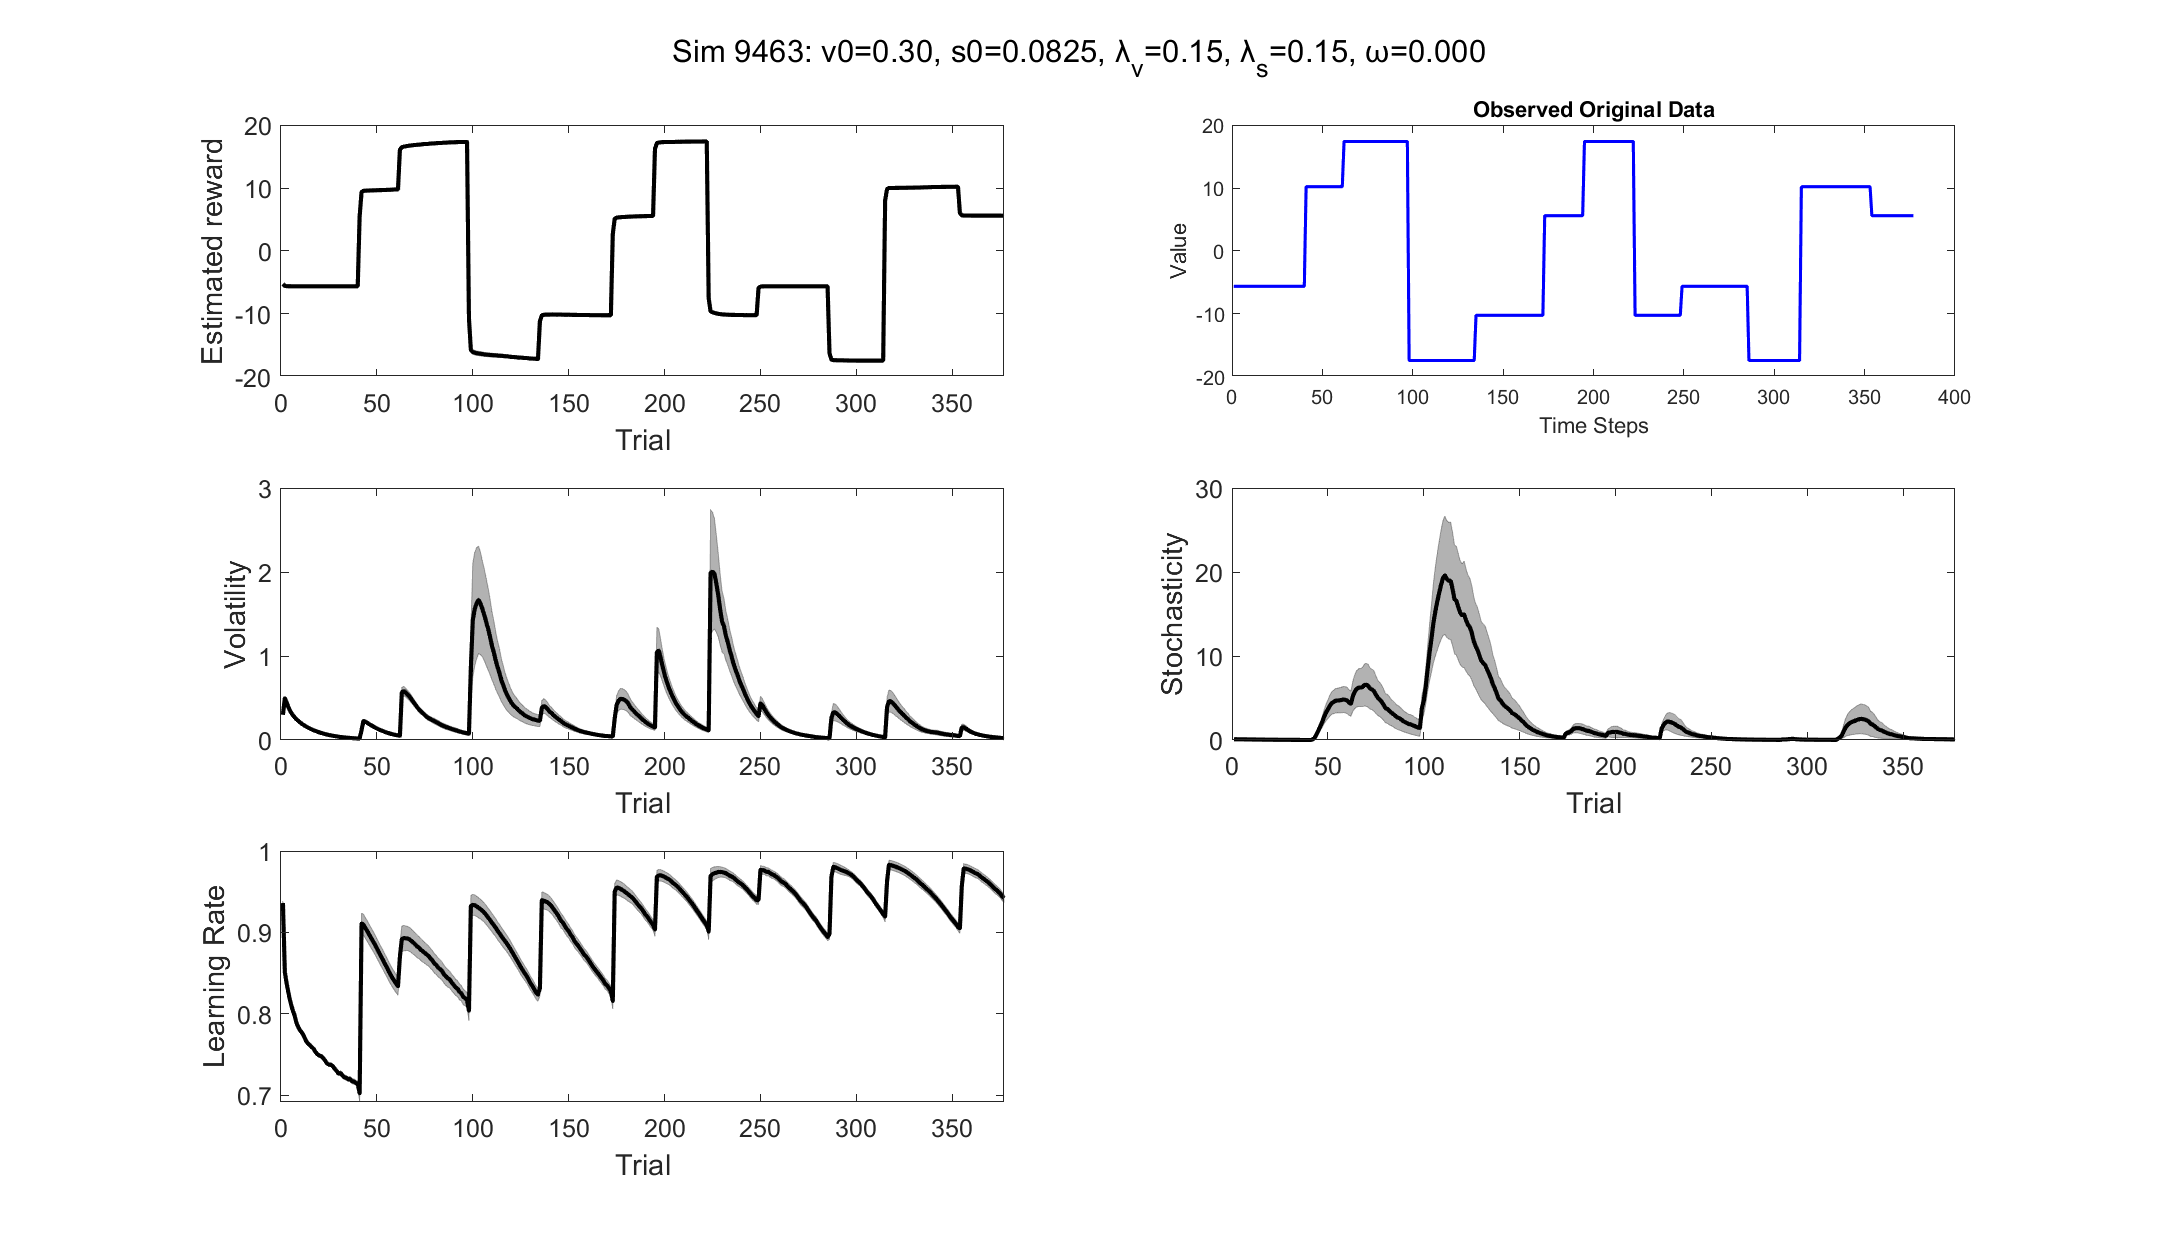 Sim 9463: v0=0.30, s0=0.0825, λv=0.15, λs=0.15, ω=0.000
Estimated reward
20
10
0
-10
-20
0 50 100 150 200 250 300 350
Trial
Observed Original Data
Value
20
10
0
-10
-20
0 50 100 150 200 250 300 350 400
Time Steps
Volatility
3
2
1
0
0 50 100 150 200 250 300 350
Trial
Stochasticity
30
20
10
0
0 50 100 150 200 250 300 350
Trial
Learning Rate
1
0.9
0.8
0.7
0 50 100 150 200 250 300 350
Trial